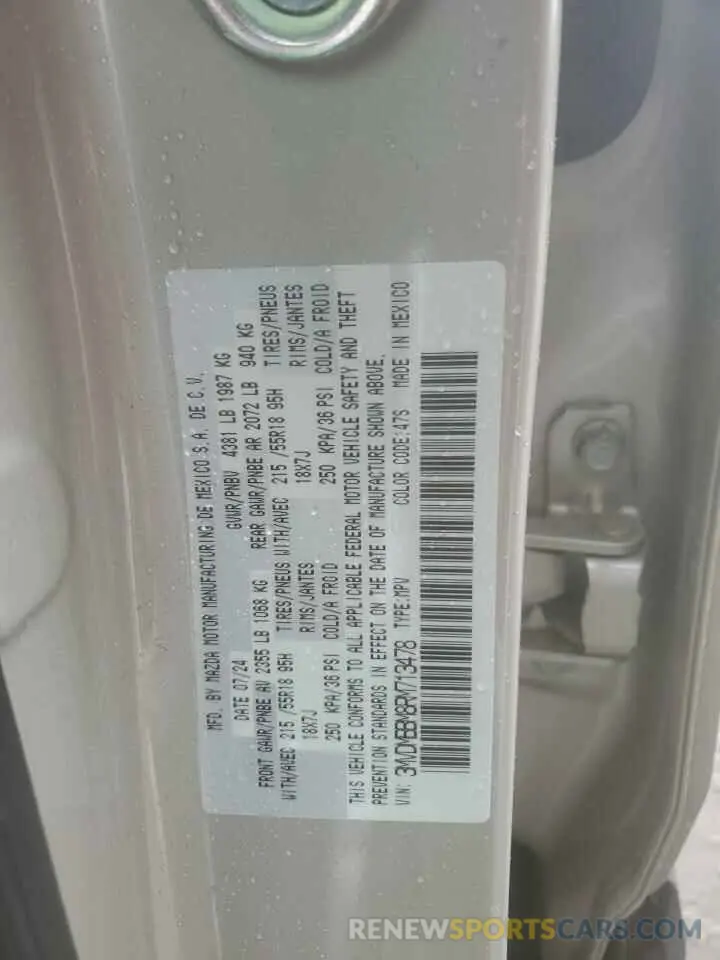 MFD. BY MAZDA MOTOR MANUFACTURING DE MEXICO S.A. DE C.V.
DATE 07/24 GVWR/PNBV 4381 LB 1987 KG
FRONT GAWR/PNBE AV 2355 LB 1068 KG REAR GAWR/PNBE AR 2072 LB 940 KG
WITH/AVEC 215 /55R18 95H TIRES/PNEUS WITH/AVEC 215 /55R18 95H TIRES/PNEUS
18X7J RIMS/JANTES 18X7J RIMS/JANTES
250 KPA/36 PSI COLD/A FROID 250 KPA/36 PSI COLD/A FROID
THIS VEHICLE CONFORMS TO ALL APPLICABLE FEDERAL MOTOR VEHICLE SAFETY AND THEFT
PREVENTION STANDARDS IN EFFECT ON THE DATE OF MANUFACTURE SHOWN ABOVE.
VIN: 3MVDMBBM8RM713478 TYPE:MPV COLOR CODE:47S MADE IN MEXICO
RENEWSPORTSCARS.COM